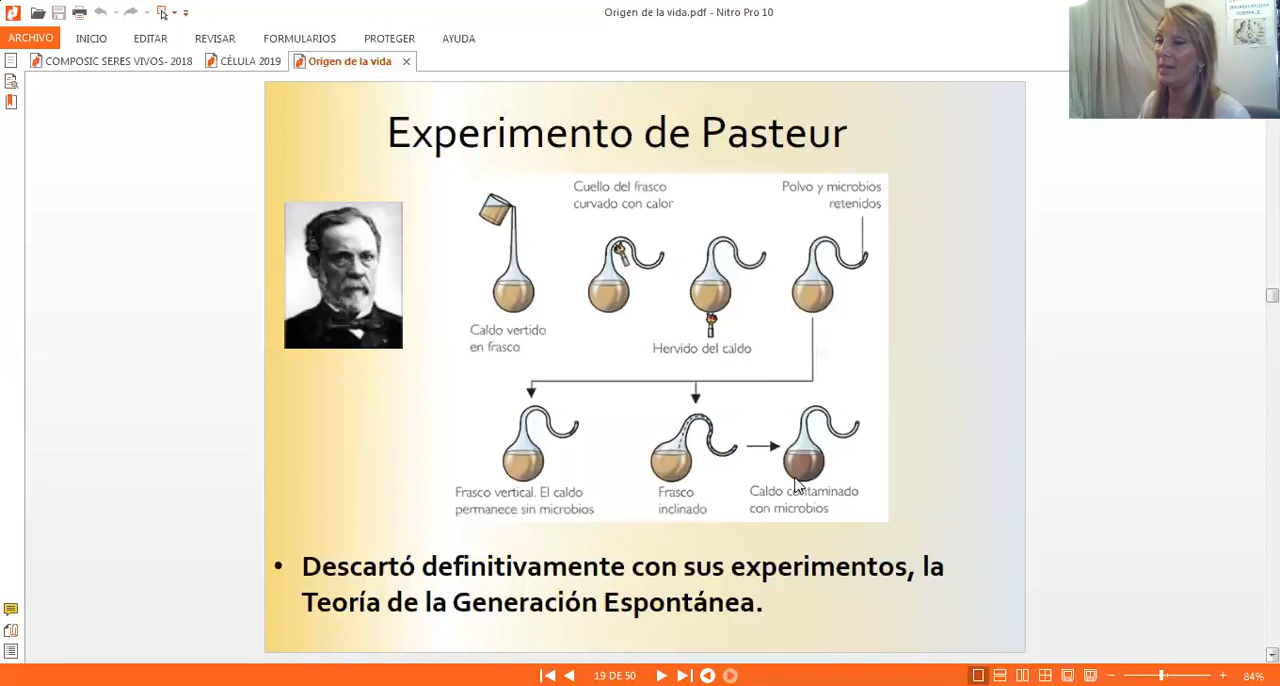 Origen de la vida.pdf - Nitro Pro 10
ARCHIVO INICIO EDITAR REVISAR FORMULARIOS PROTEGER AYUDA
COMPOSIC SERES VIVOS- 2018 CÉLULA 2019 Origen de la vida
Experimento de Pasteur
Cuello del frasco
curvado con calor
Polvo y microbios
retenidos
Caldo vertido
en frasco
Hervido del caldo
Frasco vertical. El caldo
permanece sin microbios
Frasco
inclinado
Caldo contaminado
con microbios
• Descartó definitivamente con sus experimentos, la
Teoría de la Generación Espontánea.
19 DE 50
84%